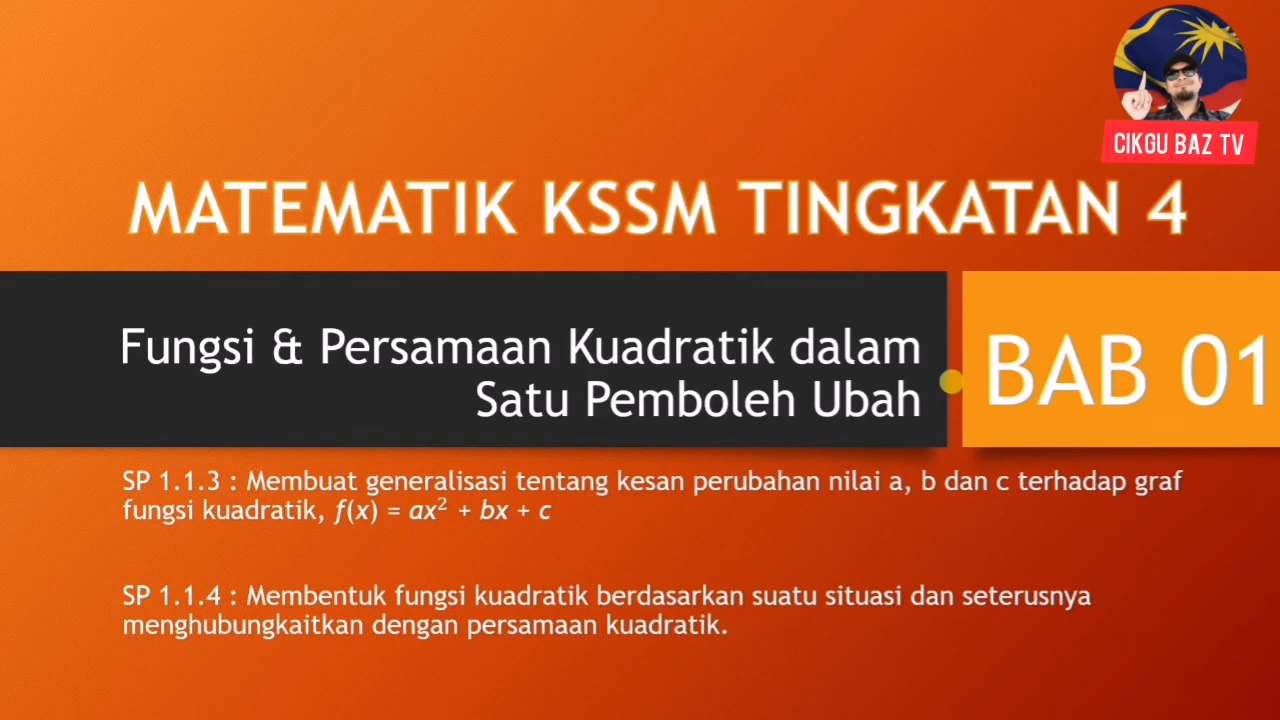 CIKGU BAZ TV
MATEMATIK KSSM TINGKATAN 4
Fungsi & Persamaan Kuadratik dalam
Satu Pemboleh Ubah
BAB 01
SP 1.1.3 : Membuat generalisasi tentang kesan perubahan nilai a, b dan c terhadap graf
fungsi kuadratik, f(x) = ax² + bx + c
SP 1.1.4 : Membentuk fungsi kuadratik berdasarkan suatu situasi dan seterusnya
menghubungkaitkan dengan persamaan kuadratik.